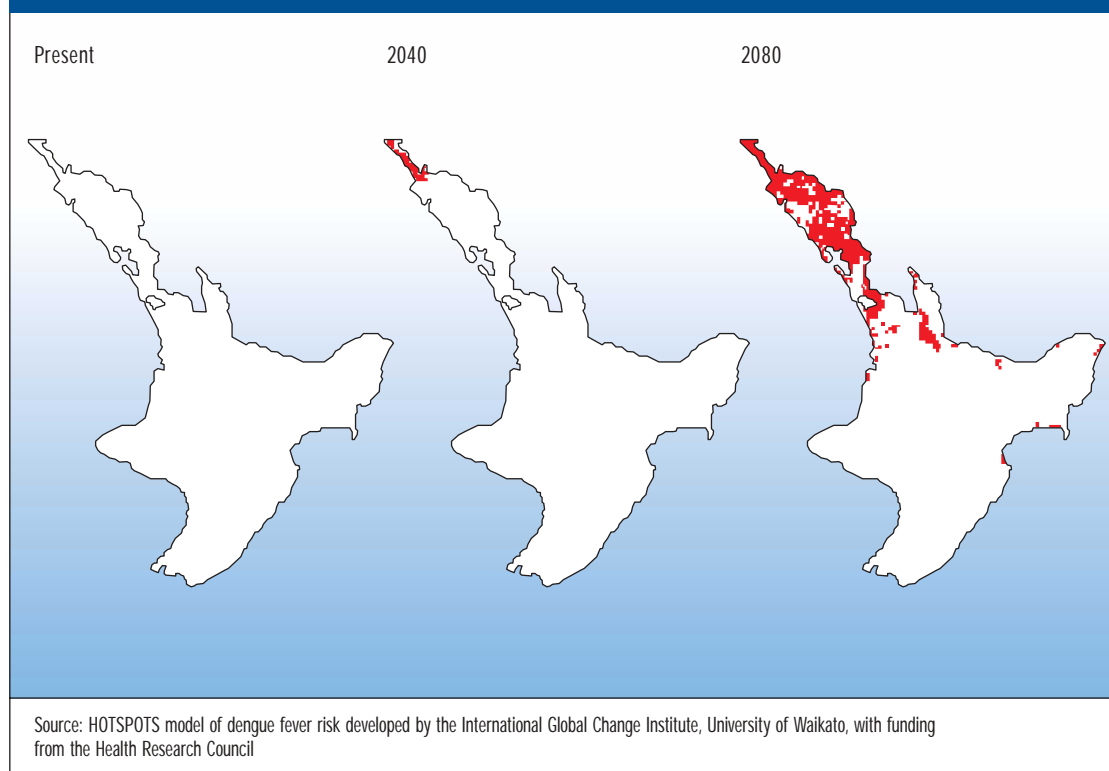 Present 2040 2080
Source: HOTSPOTS model of dengue fever risk developed by the International Global Change Institute, University of Waikato, with funding
from the Health Research Council